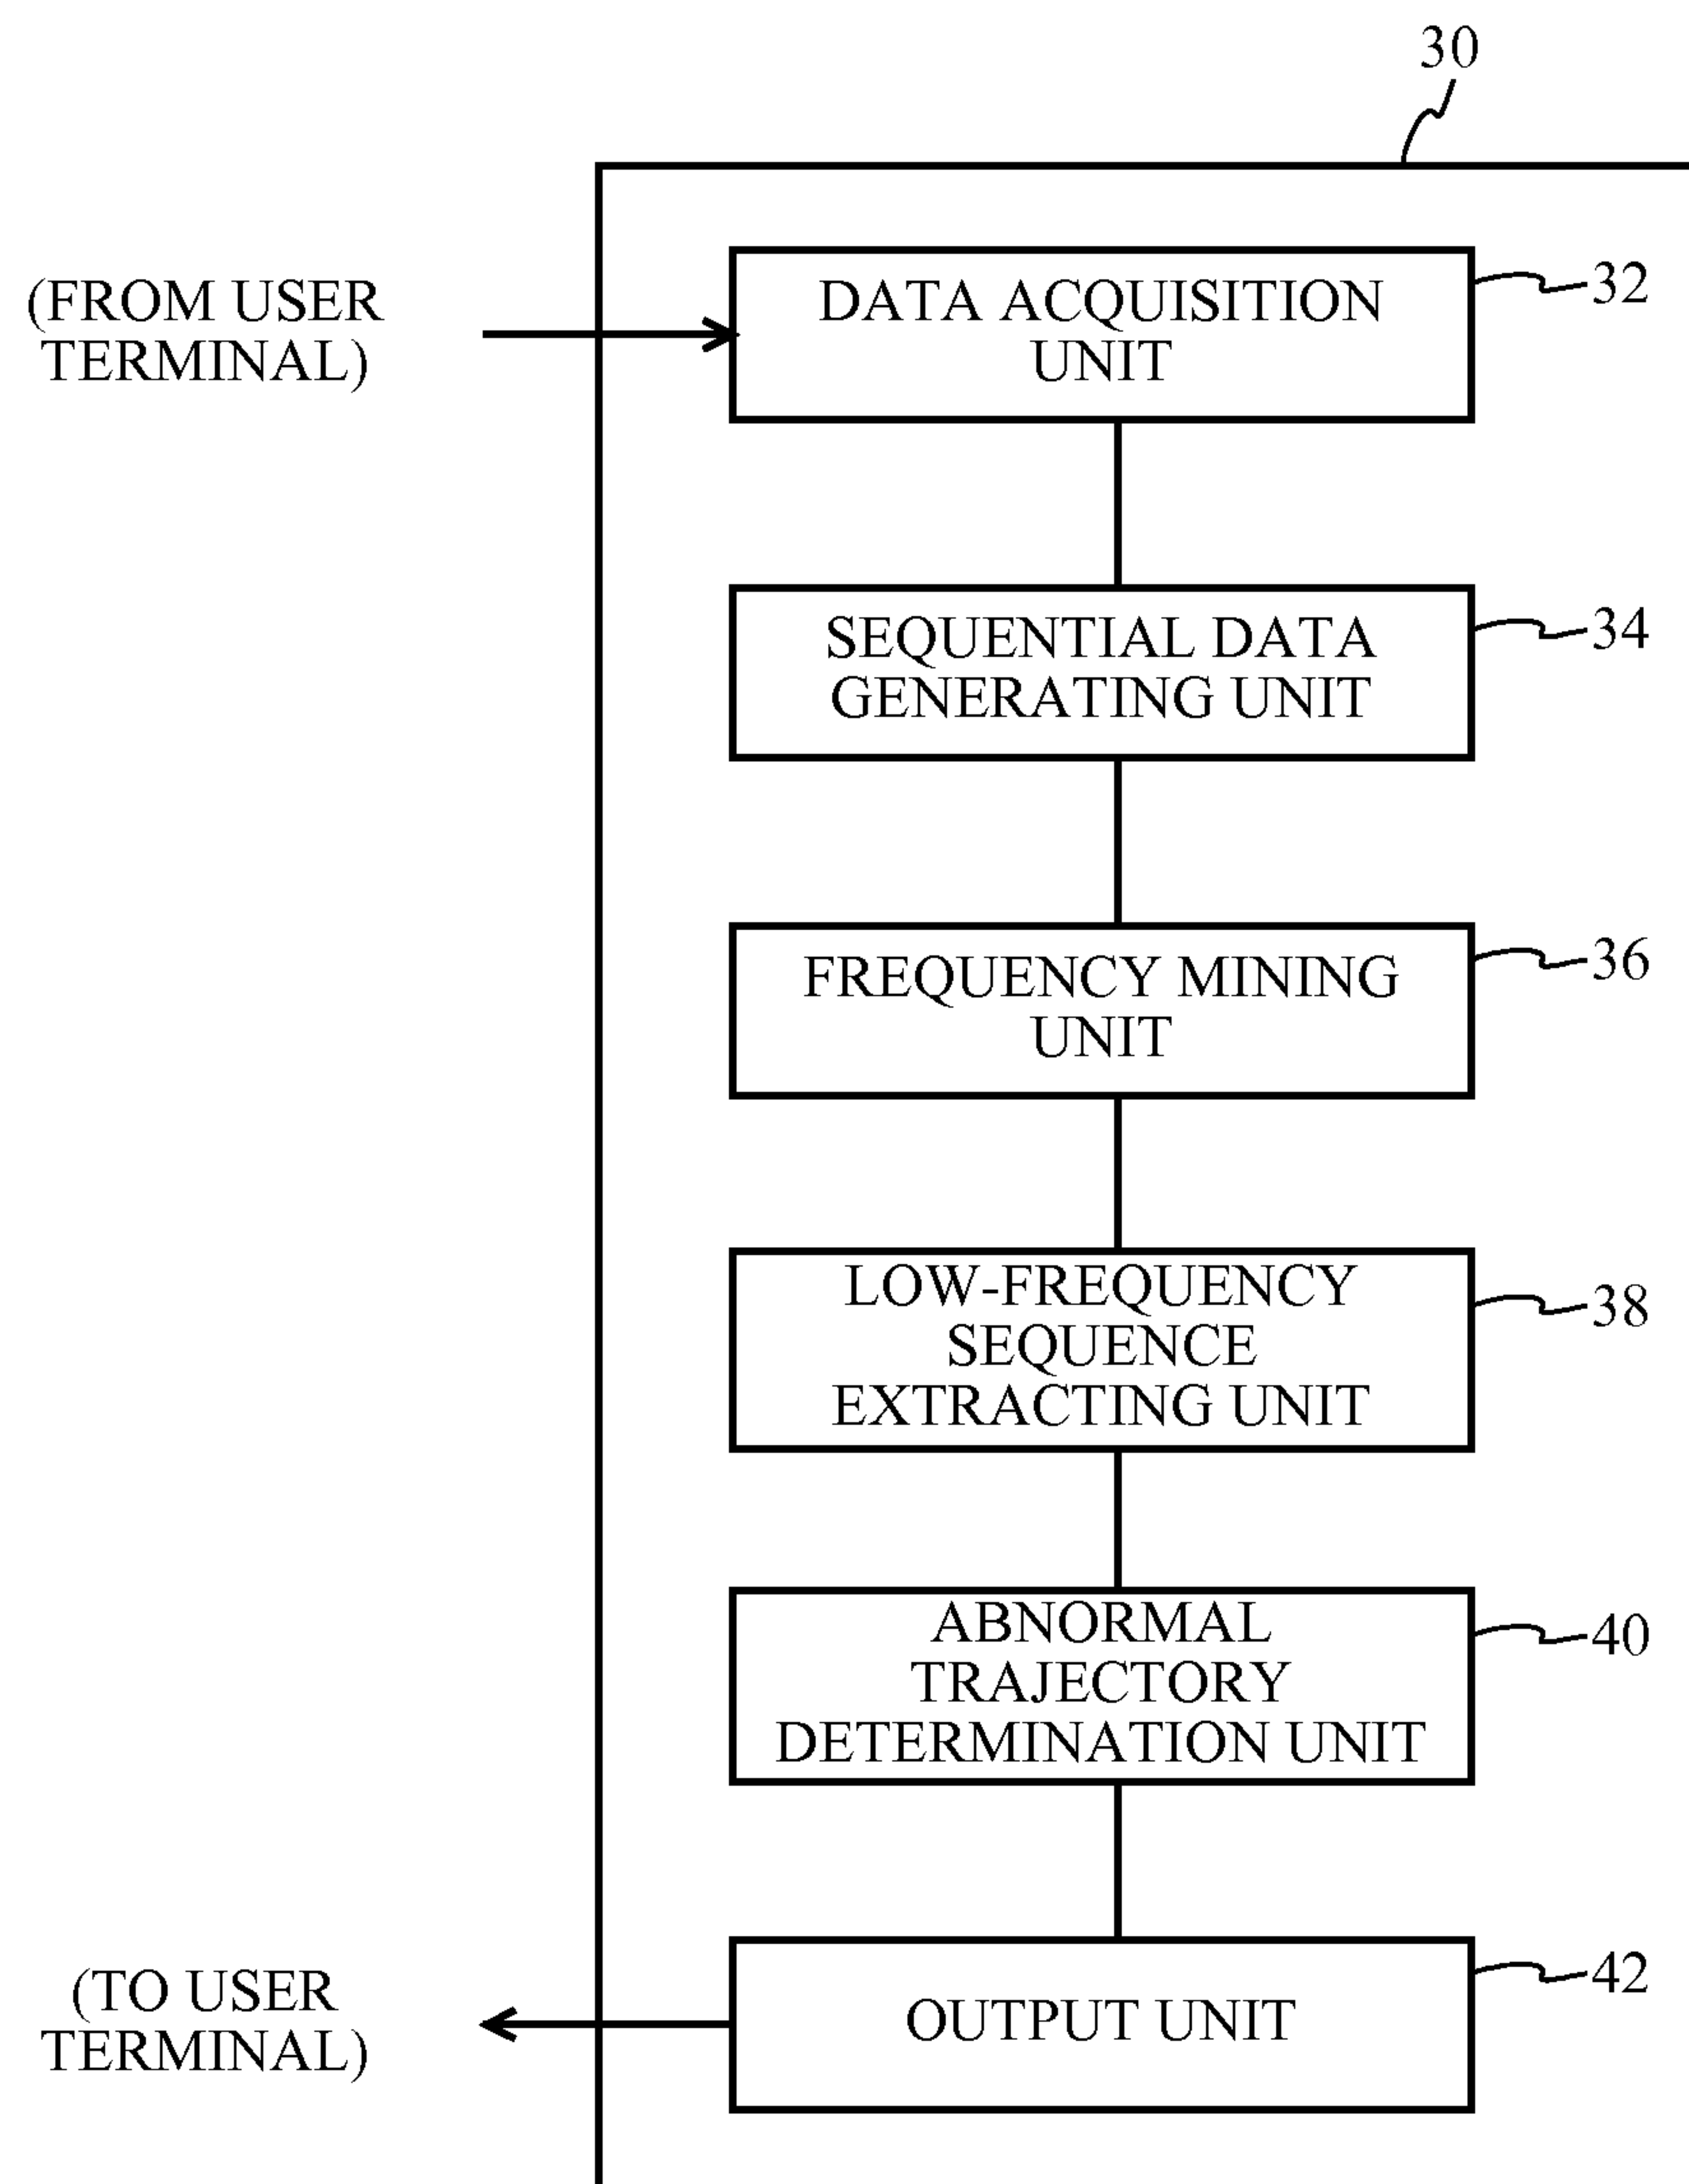 30
(FROM USER
TERMINAL)
DATA ACQUISITION
UNIT
32
SEQUENTIAL DATA
GENERATING UNIT
34
FREQUENCY MINING
UNIT
36
LOW-FREQUENCY
SEQUENCE
EXTRACTING UNIT
38
ABNORMAL
TRAJECTORY
DETERMINATION UNIT
40
(TO USER
TERMINAL)
OUTPUT UNIT
42